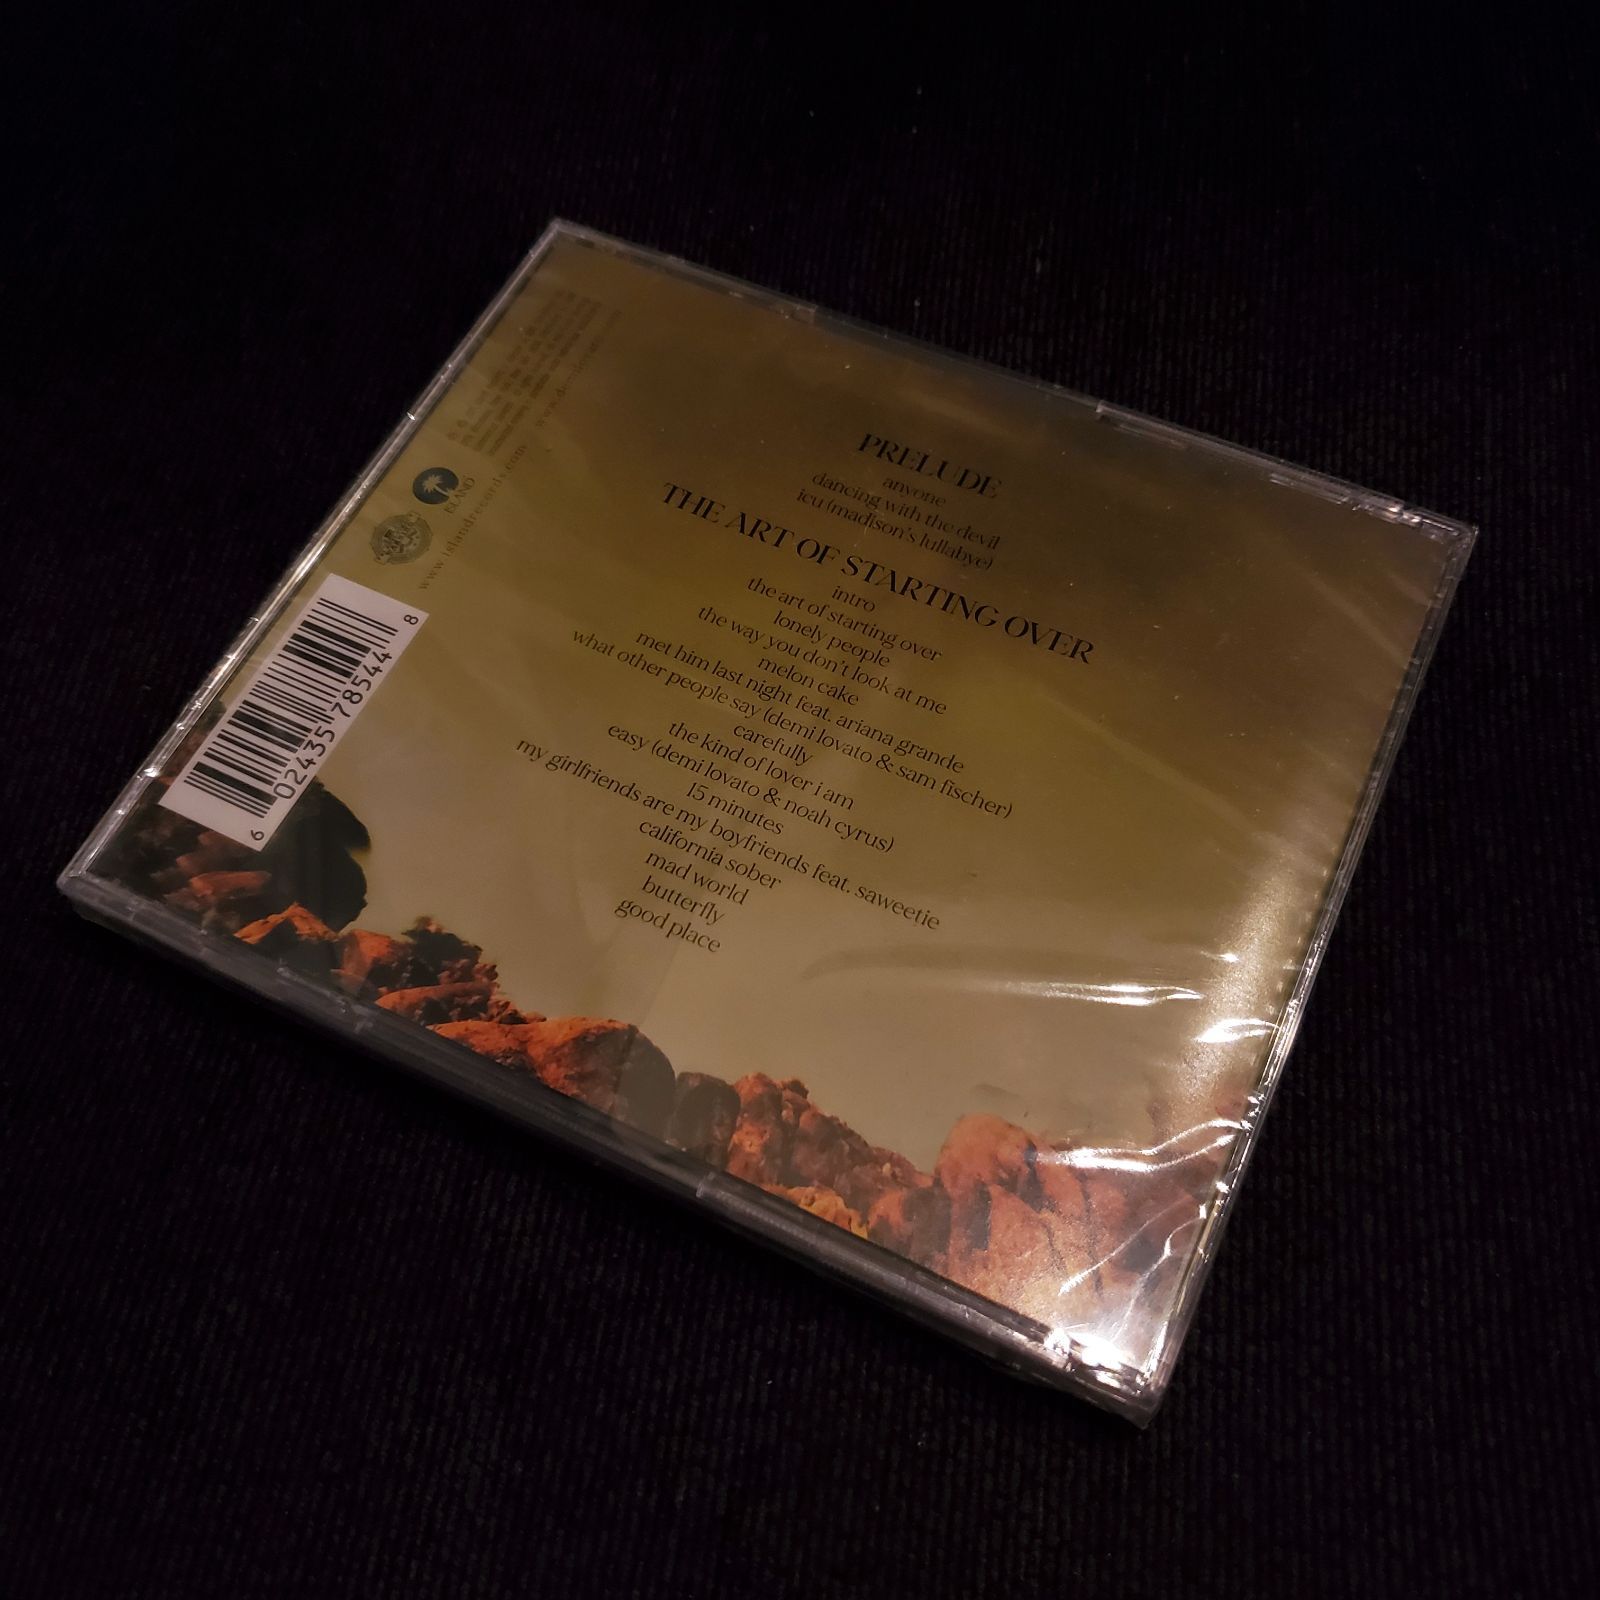 PRELUDE
anyone
dancing with the devil
icu (madison's lullabye)
THE ART OF STARTING OVER
intro
the art of starting over
lonely people
the way you don't look at me
melon cake
met him last night feat. ariana grande
what other people say (demi lovato & sam fischer)
carefully
the kind of lover i am
easy (demi lovato & noah cyrus)
15 minutes
my girlfriends are my boyfriends feat. saweetie
california sober
mad world
butterfly
good place
ISLAND
www.islandrecords.com
6 02435 78544 8